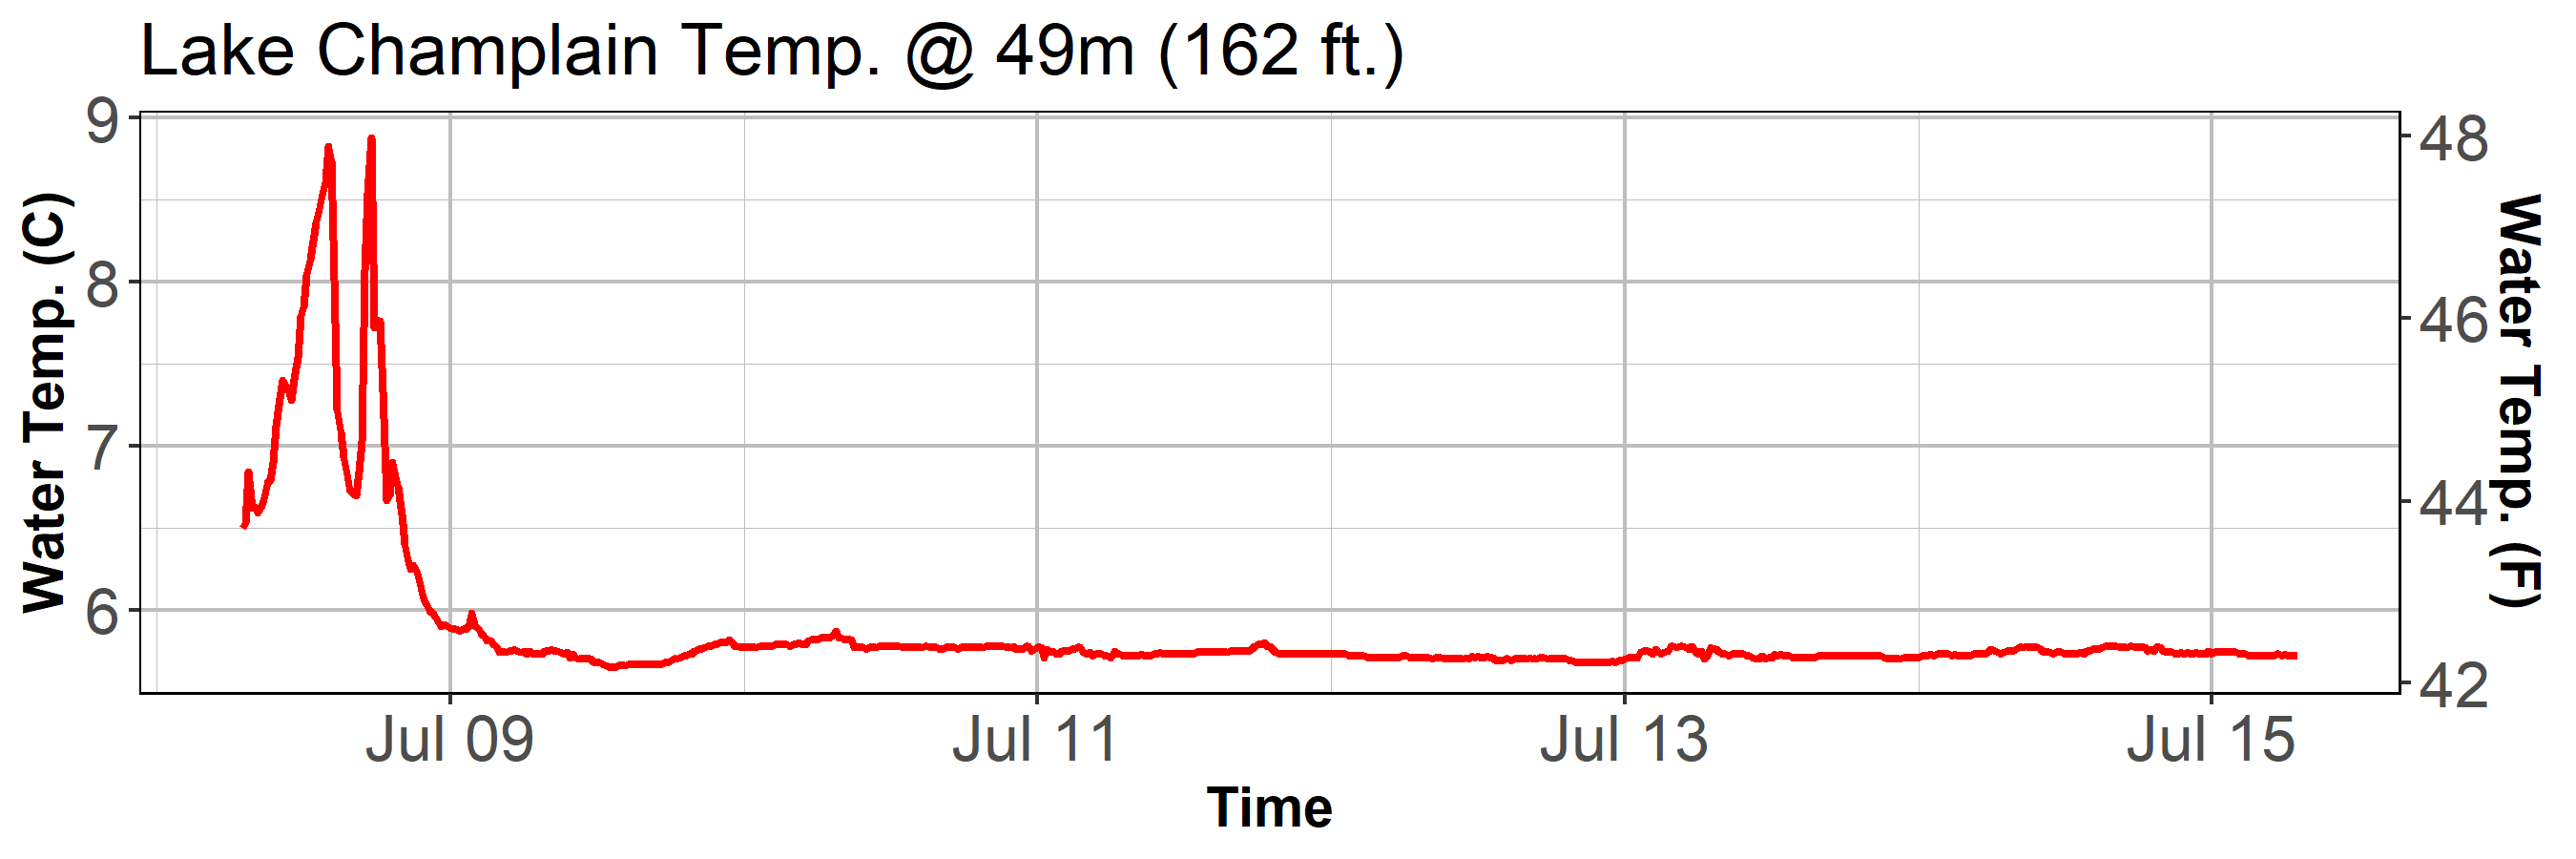 Lake Champlain Temp. @ 49m (162 ft.)
9
8
7
6
Water Temp. (C)
48
46
44
42
Water Temp. (F)
Jul 09
Jul 11
Jul 13
Jul 15
Time